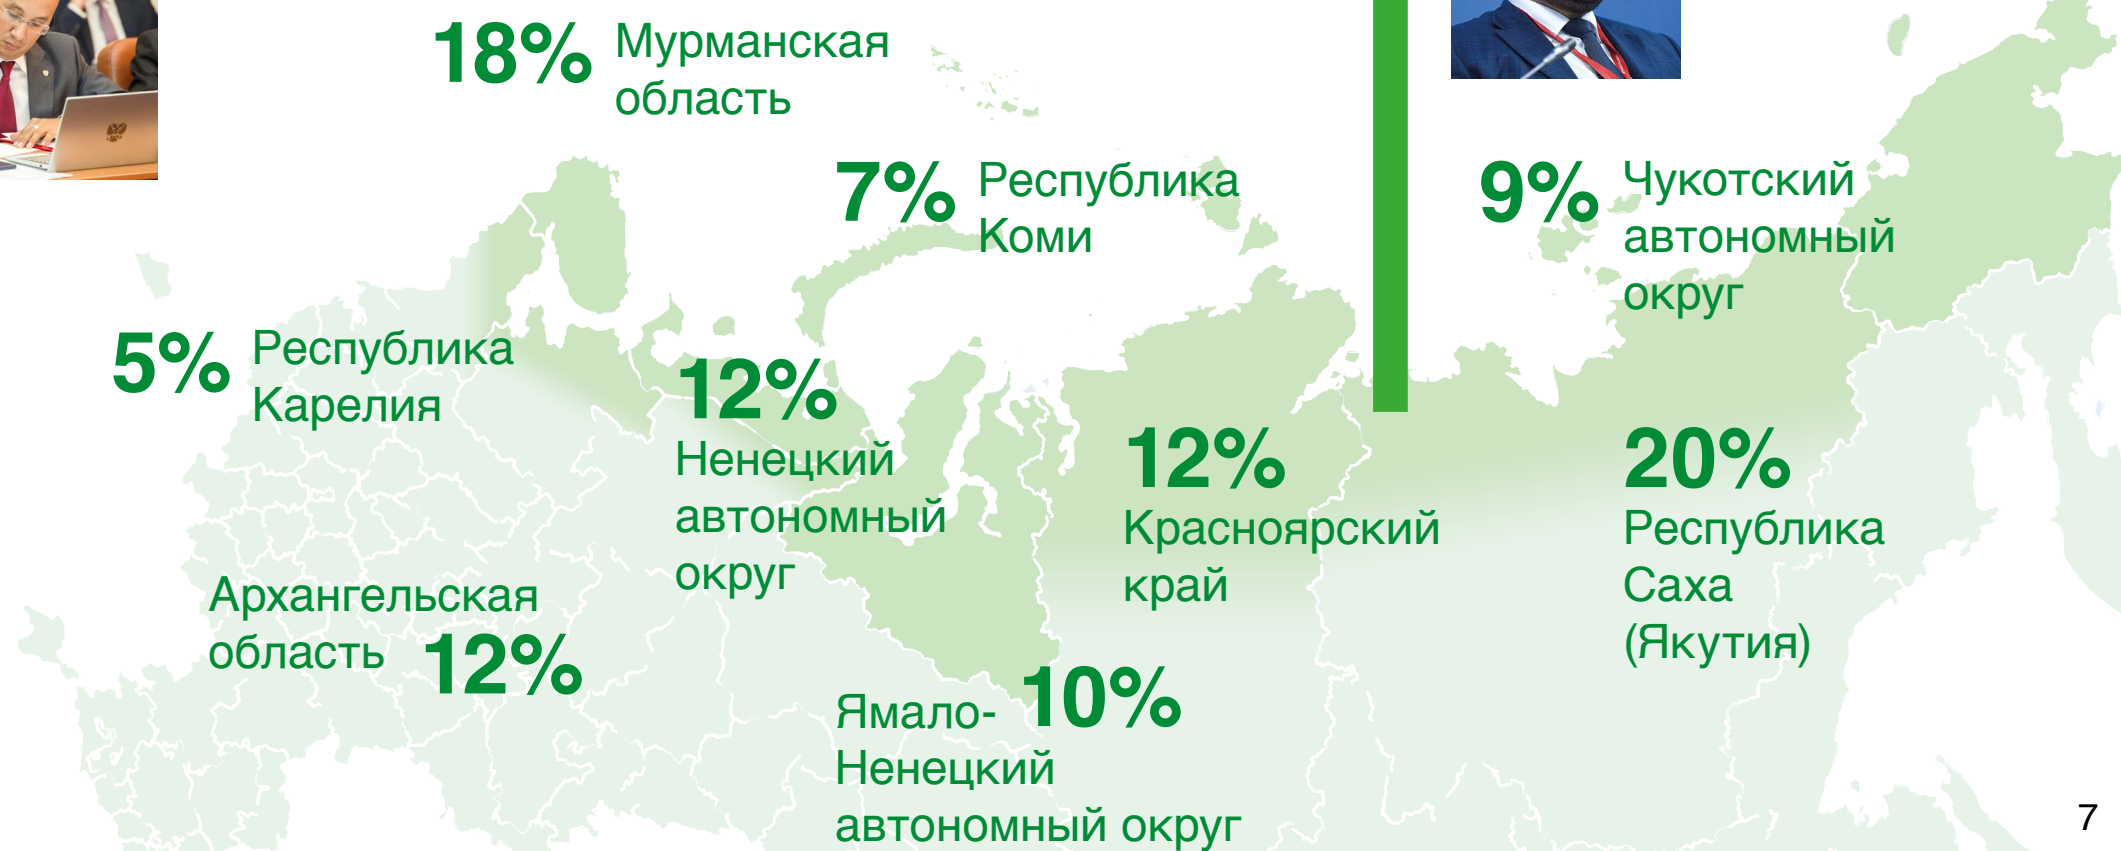 18% Мурманская
область
7% Республика
Коми
9% Чукотский
автономный
округ
5% Республика
Карелия
12%
Ненецкий
автономный
округ
12%
Красноярский
край
20%
Республика
Саха
(Якутия)
Архангельская
область 12%
Ямало- 10%
Ненецкий
автономный округ
7